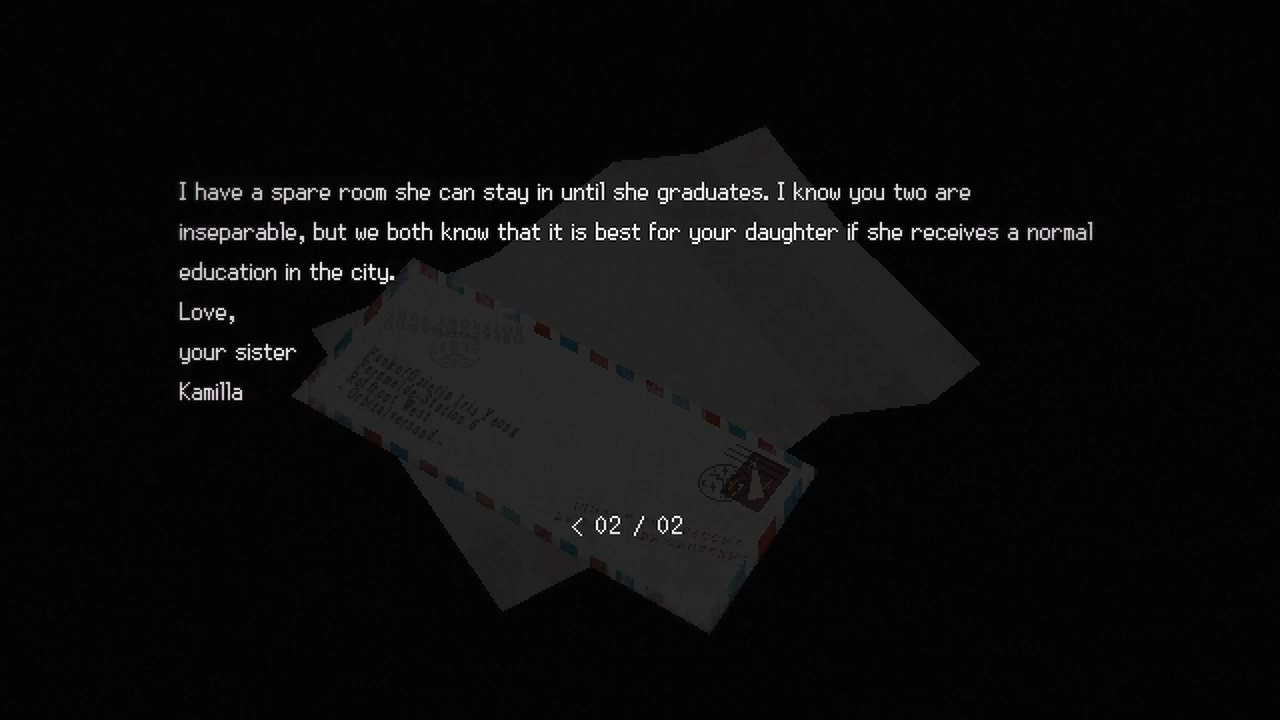 I have a spare room she can stay in until she graduates. I know you two are
inseparable, but we both know that it is best for your daughter if she receives a normal
education in the city.
Love,
your sister
Kamilla
Iris Yeong
< 02 / 02